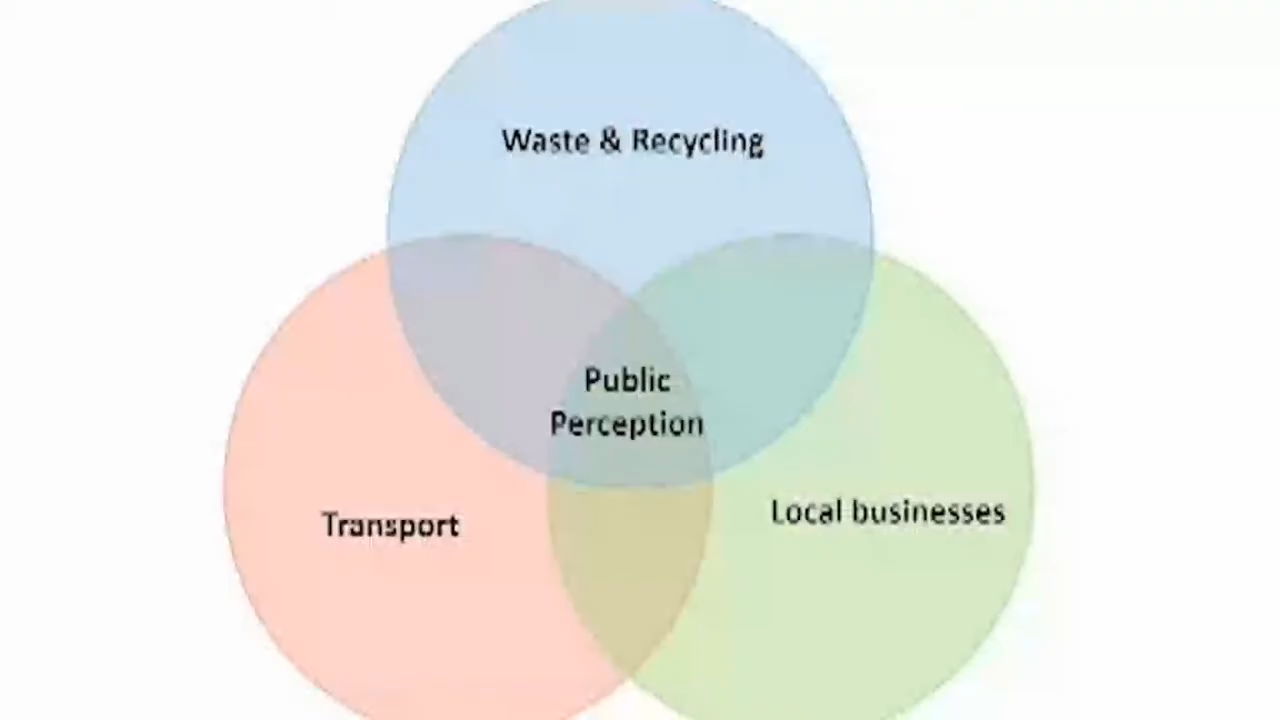 Waste & Recycling
Public
Perception
Transport
Local businesses